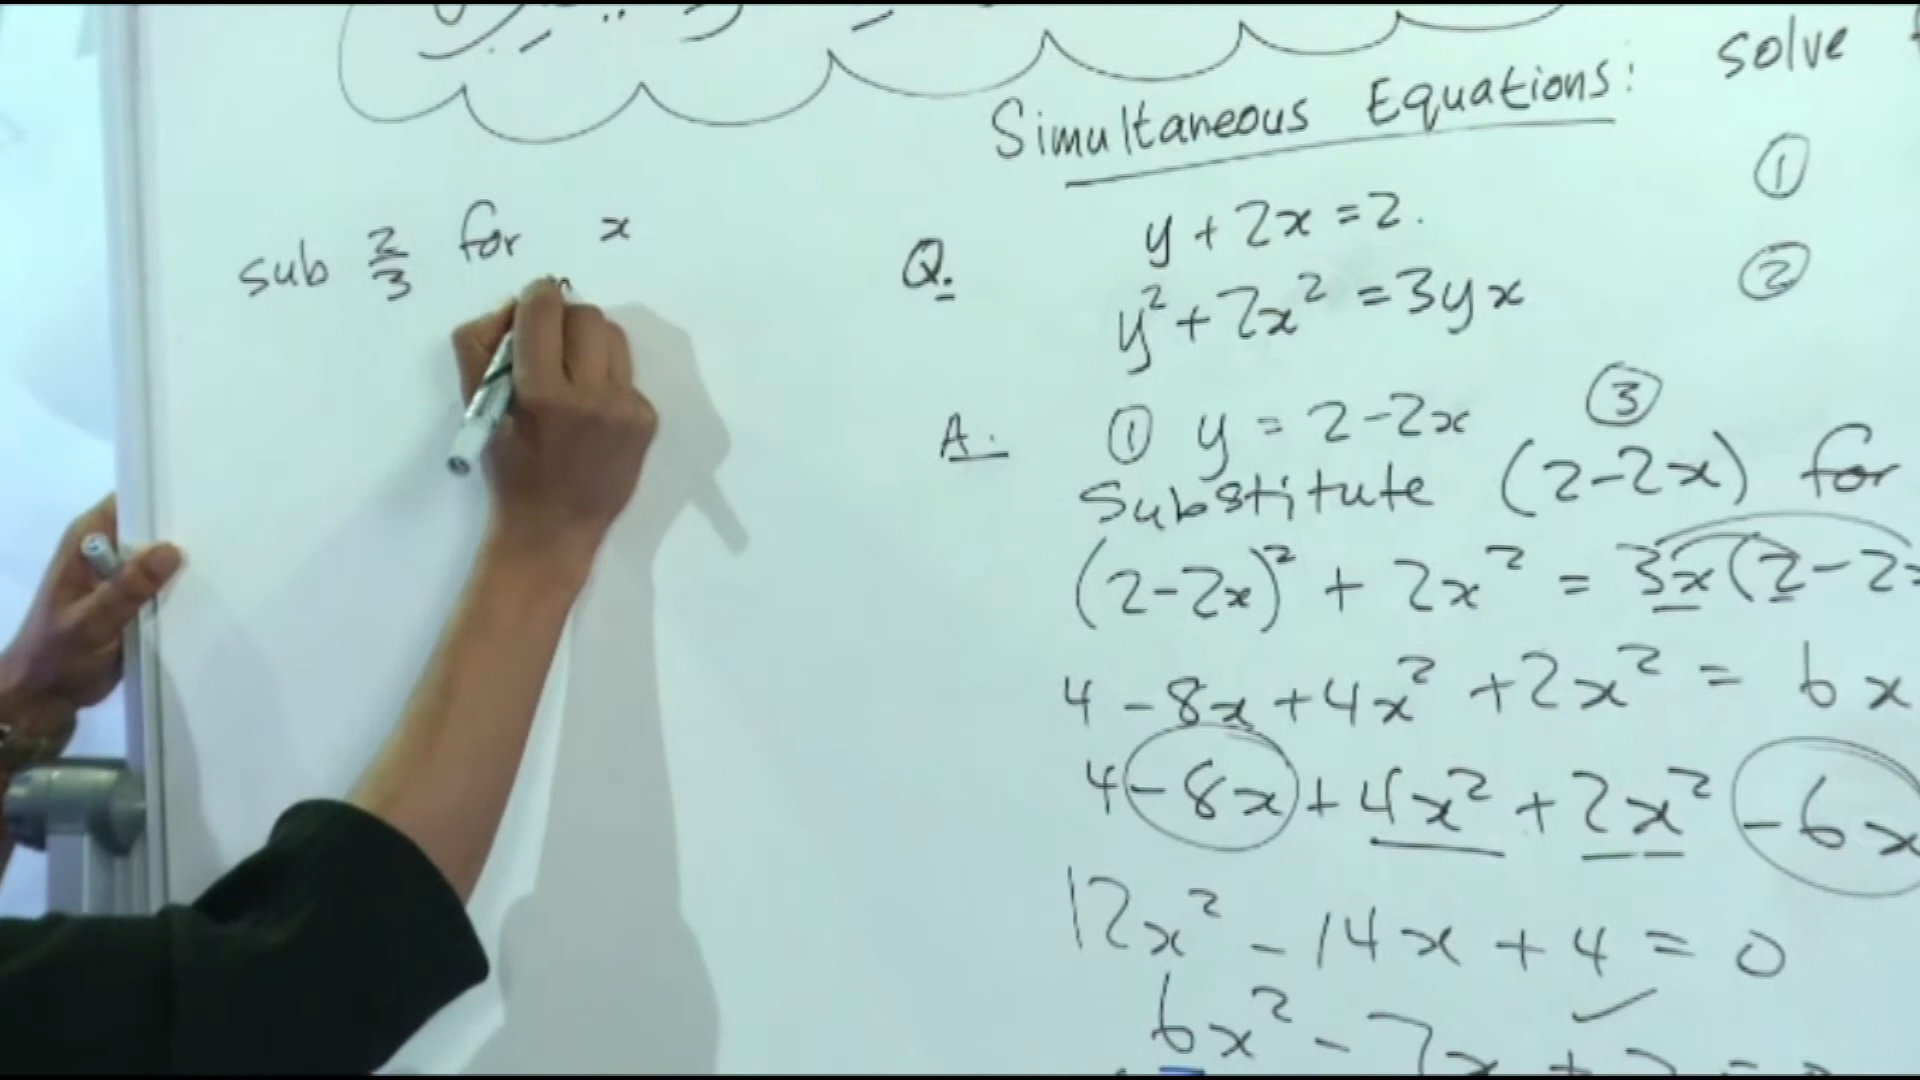 Simultaneous Equations: solve
y + 2x = 2. ①
Q. y² + 2x² = 3yx ②
A. ① y = 2-2x ③
Substitute (2-2x) for
(2-2x)² + 2x² = 3x(2-2
4 - 8x + 4x² + 2x² = 6x
4 - 8x + 4x² + 2x² - 6x
12x² - 14x + 4 = 0
6x² - 7x +
sub 2/3 for x